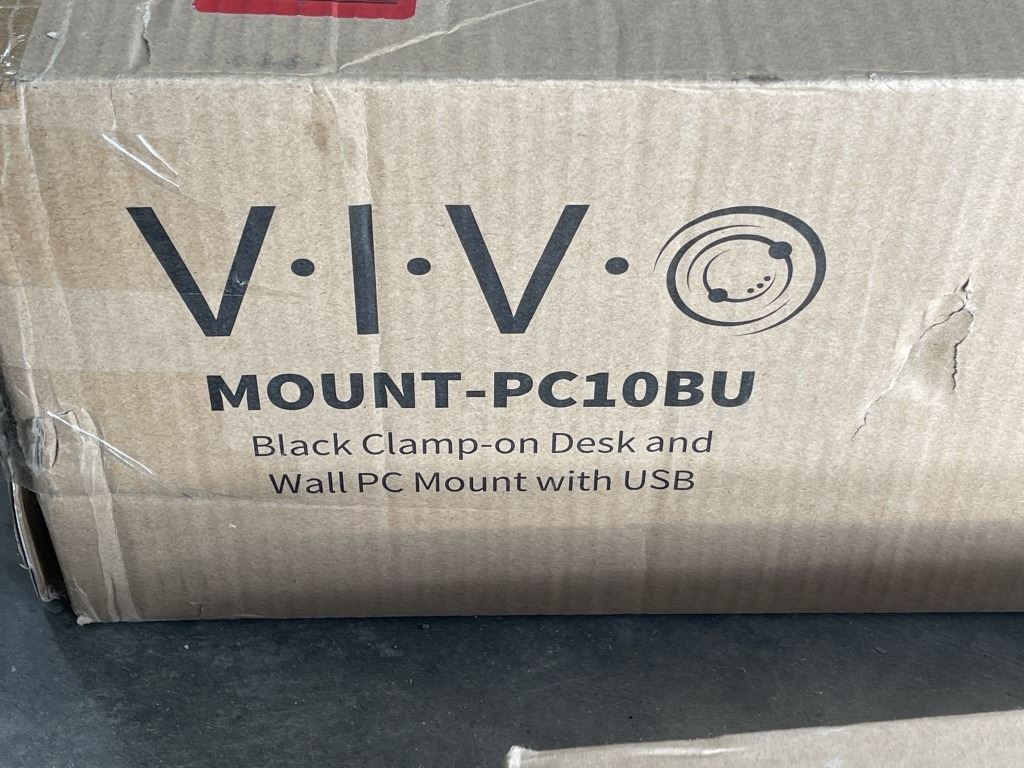 V·I·V·O
MOUNT-PC10BU
Black Clamp-on Desk and
Wall PC Mount with USB